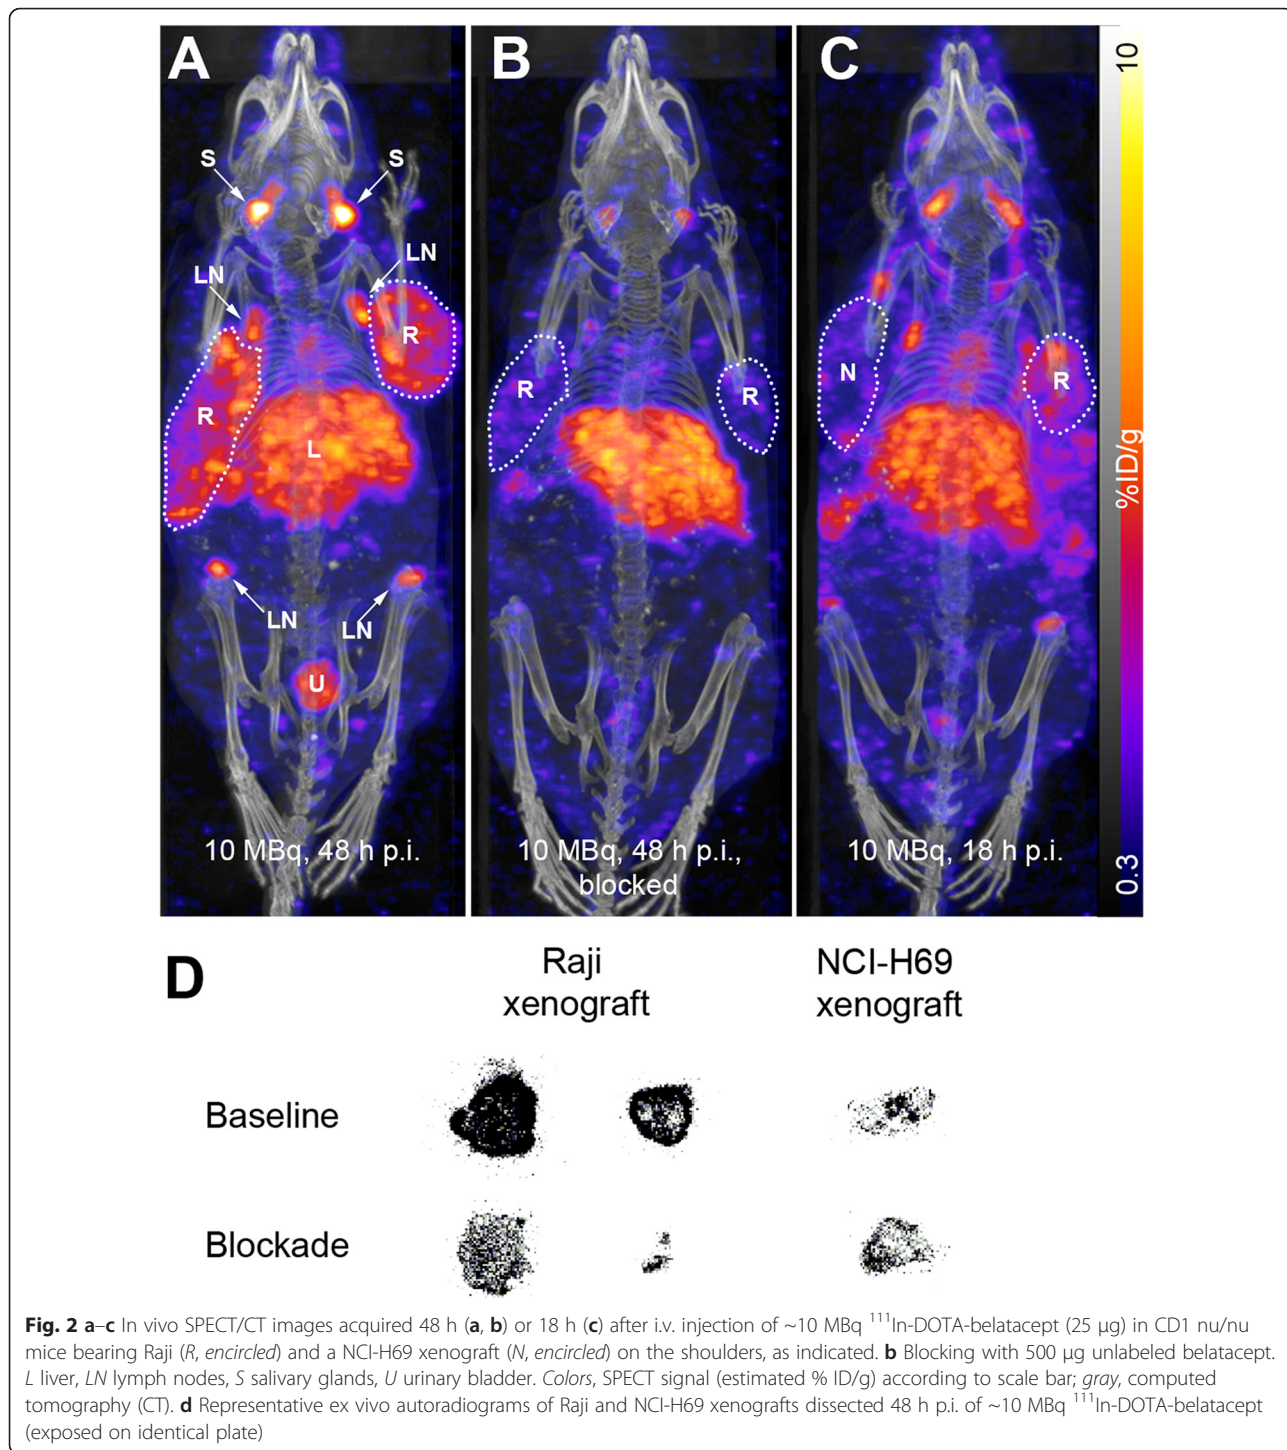 A
B
C
S
S
LN
LN
R
R
L
LN
LN
U
10 MBq, 48 h p.i.
R
R
10 MBq, 48 h p.i.,
blocked
N
R
10 MBq, 18 h p.i.
10
%ID/g
0.3
D
Raji
xenograft
NCI-H69
xenograft
Baseline
Blockade
Fig. 2 a–c In vivo SPECT/CT images acquired 48 h (a, b) or 18 h (c) after i.v. injection of ~10 MBq ¹¹¹In-DOTA-belatacept (25 μg) in CD1 nu/nu
mice bearing Raji (R, encircled) and a NCI-H69 xenograft (N, encircled) on the shoulders, as indicated. b Blocking with 500 μg unlabeled belatacept.
L liver, LN lymph nodes, S salivary glands, U urinary bladder. Colors, SPECT signal (estimated % ID/g) according to scale bar; gray, computed
tomography (CT). d Representative ex vivo autoradiograms of Raji and NCI-H69 xenografts dissected 48 h p.i. of ~10 MBq ¹¹¹In-DOTA-belatacept
(exposed on identical plate)